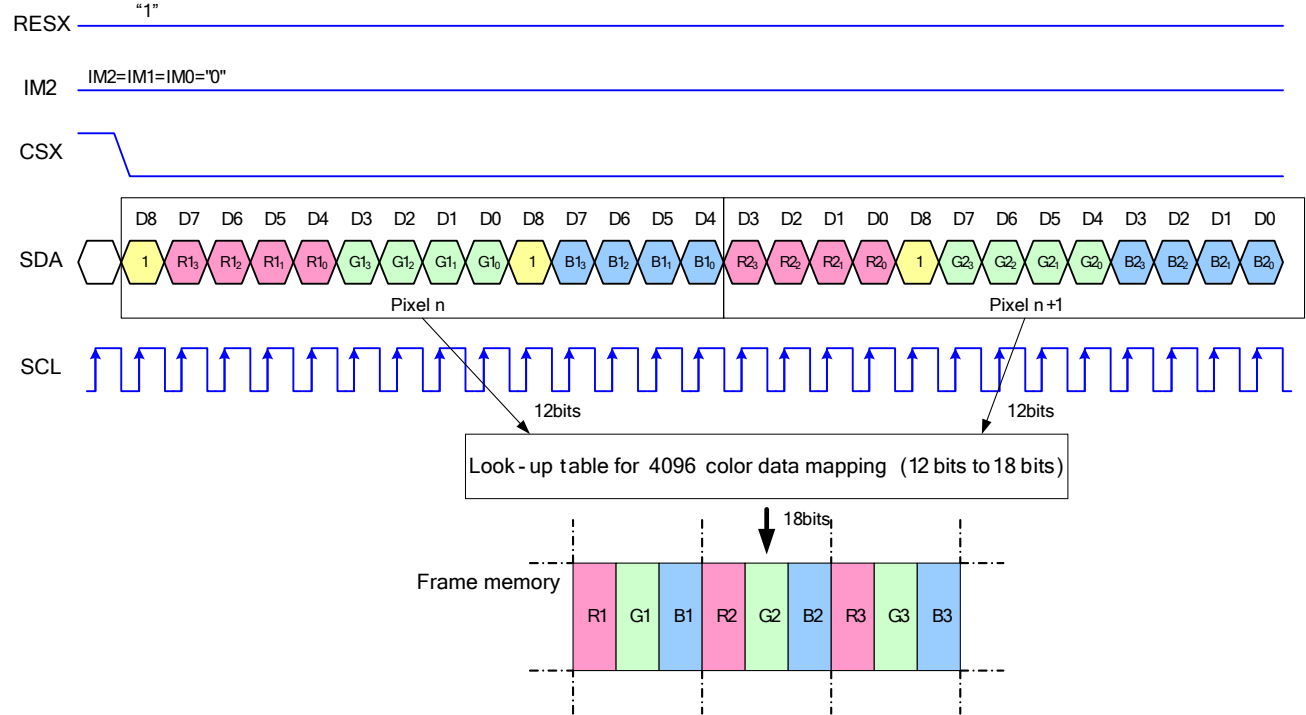 “1”
RESX
IM2=IM1=IM0="0"
IM2
CSX
D8 D7 D6 D5 D4 D3 D2 D1 D0 D8 D7 D6 D5 D4 D3 D2 D1 D0 D8 D7 D6 D5 D4 D3 D2 D1 D0
SDA 1 R1₃ R1₂ R1₁ R1₀ G1₃ G1₂ G1₁ G1₀ 1 B1₃ B1₂ B1₁ B1₀ R2₃ R2₂ R2₁ R2₀ 1 G2₃ G2₂ G2₁ G2₀ B2₃ B2₂ B2₁ B2₀
Pixel n Pixel n+1
SCL
12bits 12bits
Look-up table for 4096 color data mapping (12 bits to 18 bits)
18bits
Frame memory
R1 G1 B1 R2 G2 B2 R3 G3 B3